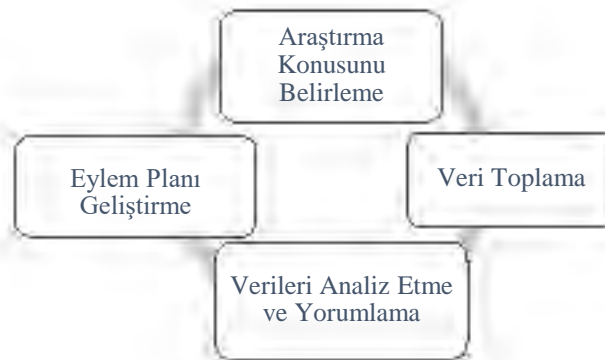 Araştırma
Konusunu
Belirleme
Veri Toplama
Verileri Analiz Etme
ve Yorumlama
Eylem Planı
Geliştirme